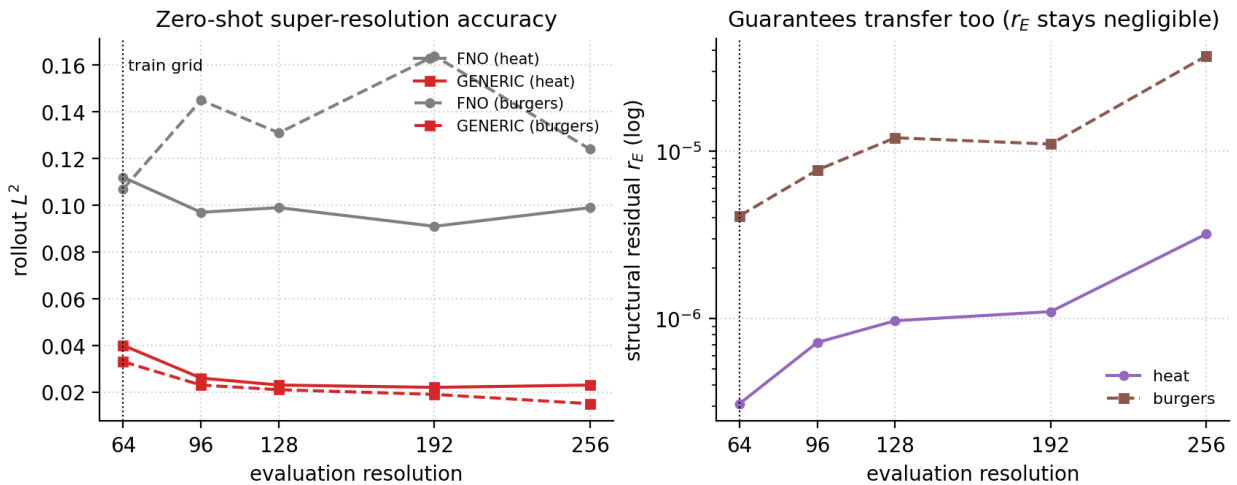 Zero-shot super-resolution accuracy
rollout L²
0.16
0.14
0.12
0.10
0.08
0.06
0.04
0.02
train grid
FNO (heat)
GENERIC (heat)
FNO (burgers)
GENERIC (burgers)
64
96
128
192
256
evaluation resolution
Guarantees transfer too (r_E stays negligible)
structural residual r_E (log)
10⁻⁵
10⁻⁶
heat
burgers
64
96
128
192
256
evaluation resolution